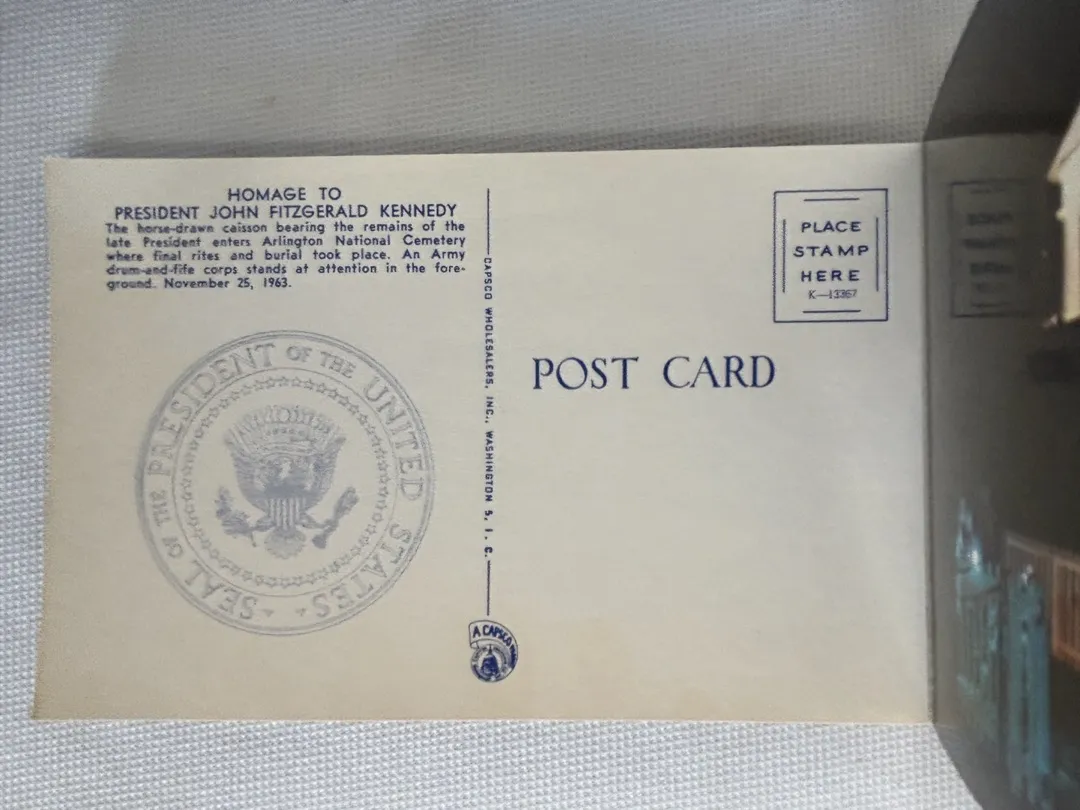 HOMAGE TO
PRESIDENT JOHN FITZGERALD KENNEDY
The horse-drawn caisson bearing the remains of the
late President enters Arlington National Cemetery
where final rites and burial took place. An Army
drum-and-fife corps stands at attention in the fore-
ground. November 25, 1963.
SEAL OF THE PRESIDENT OF THE UNITED STATES
CAPSCO WHOLESALERS, INC., WASHINGTON 5, . C.
A CAPSCO
POST CARD
PLACE
STAMP
HERE
K—13367